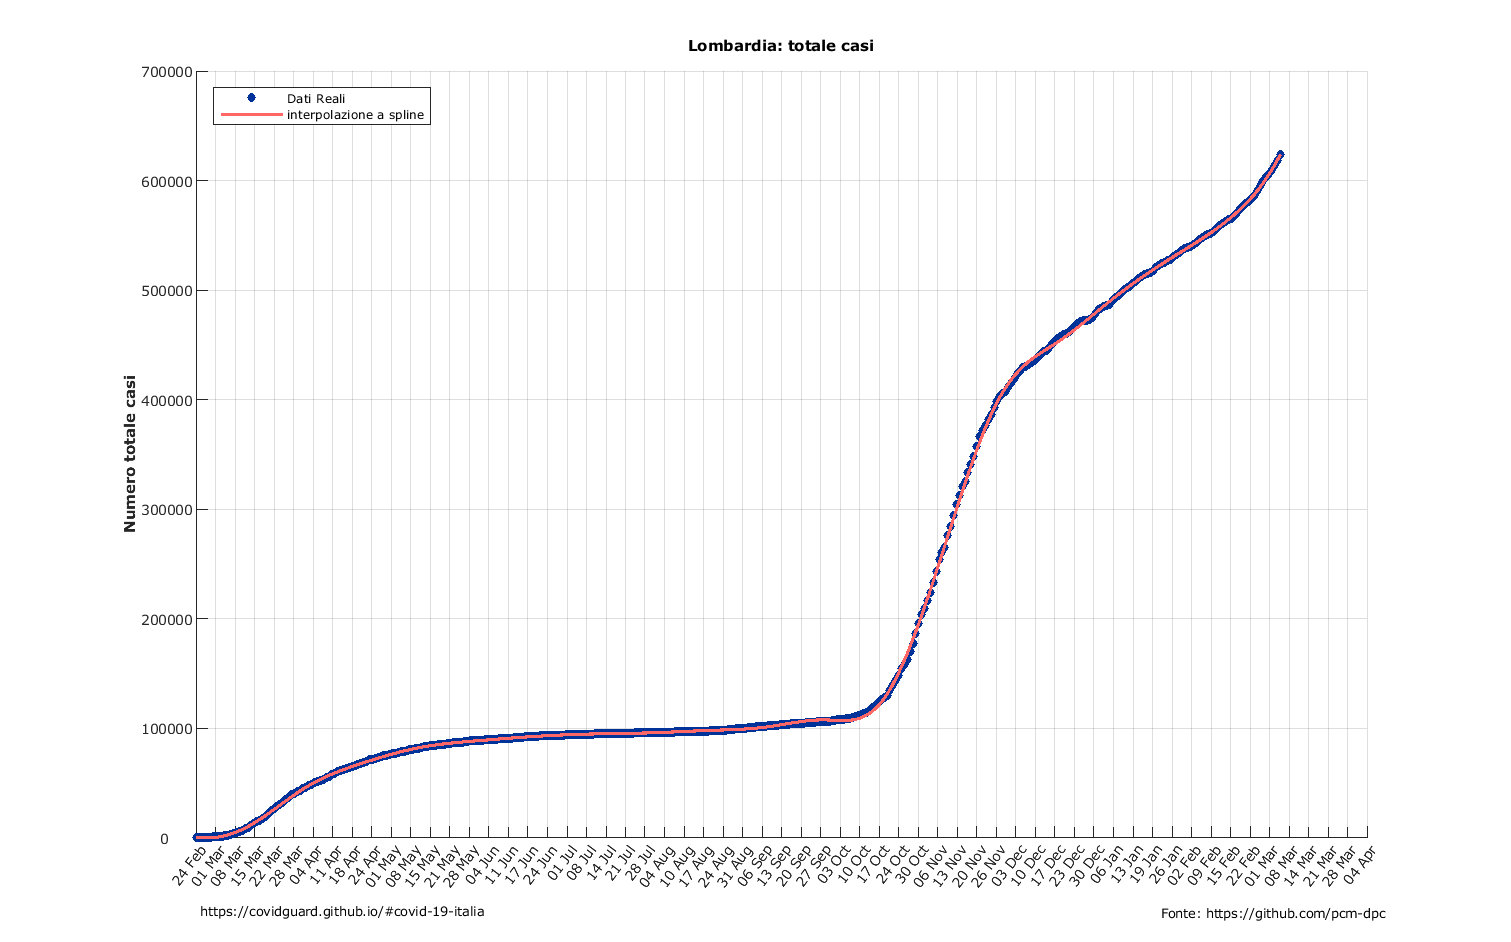 Lombardia: totale casi
700000
600000
500000
400000
300000
200000
100000
0
Numero totale casi
Dati Reali
interpolazione a spline
24 Feb
01 Mar
08 Mar
15 Mar
22 Mar
28 Mar
04 Apr
11 Apr
18 Apr
24 Apr
01 May
08 May
15 May
21 May
28 May
04 Jun
11 Jun
17 Jun
24 Jun
01 Jul
08 Jul
14 Jul
21 Jul
28 Jul
04 Aug
10 Aug
17 Aug
24 Aug
31 Aug
06 Sep
13 Sep
20 Sep
27 Sep
03 Oct
10 Oct
17 Oct
24 Oct
30 Oct
06 Nov
13 Nov
20 Nov
26 Nov
03 Dec
10 Dec
17 Dec
23 Dec
30 Dec
06 Jan
13 Jan
19 Jan
26 Jan
02 Feb
09 Feb
15 Feb
22 Feb
01 Mar
08 Mar
14 Mar
21 Mar
28 Mar
04 Apr
https://covidguard.github.io/#covid-19-italia
Fonte: https://github.com/pcm-dpc